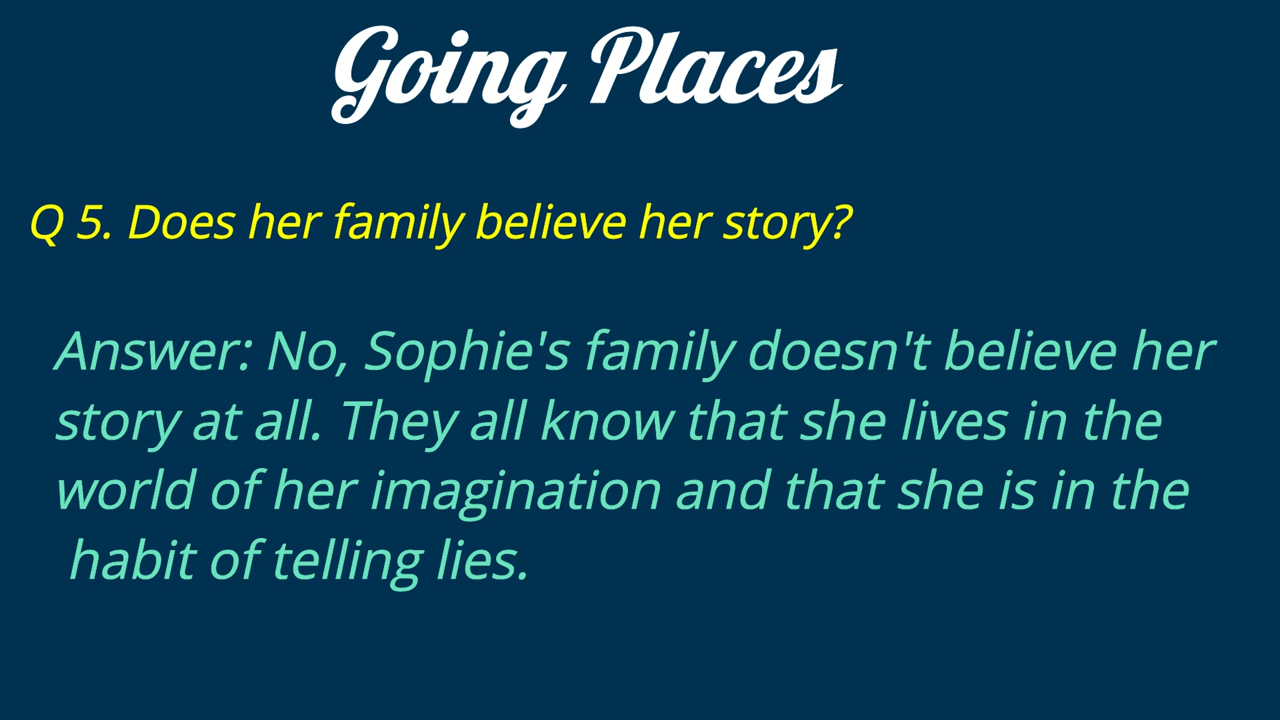 Going Places
Q 5. Does her family believe her story?
Answer: No, Sophie's family doesn't believe her
story at all. They all know that she lives in the
world of her imagination and that she is in the
habit of telling lies.